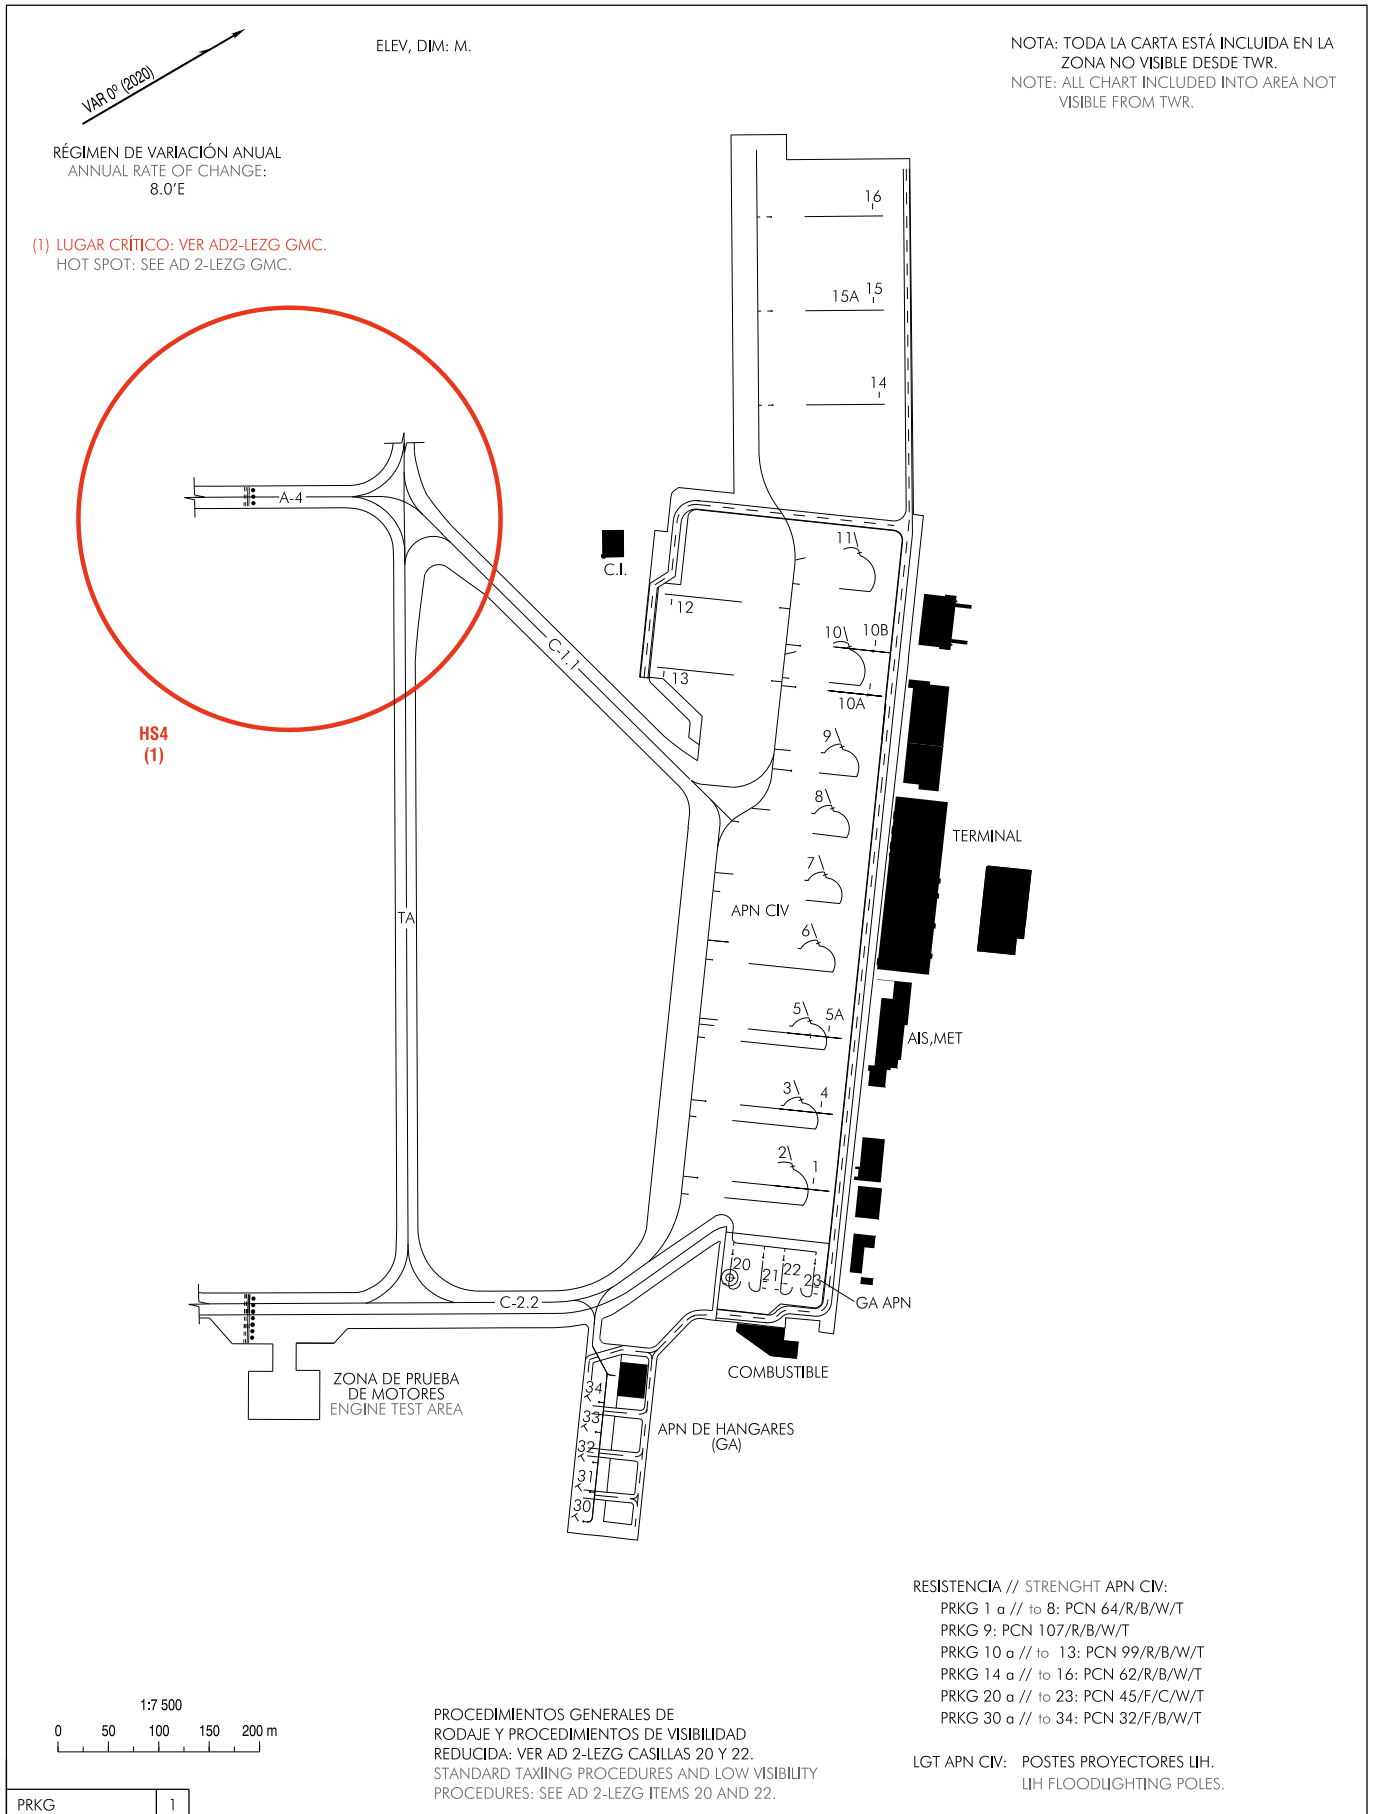 ELEV, DIM: M.
NOTA: TODA LA CARTA ESTÁ INCLUIDA EN LA
ZONA NO VISIBLE DESDE TWR.
NOTE: ALL CHART INCLUDED INTO AREA NOT
VISIBLE FROM TWR.
VAR 0º (2020)
RÉGIMEN DE VARIACIÓN ANUAL
ANNUAL RATE OF CHANGE:
8.0'E
(1) LUGAR CRÍTICO: VER AD2-LEZG GMC.
HOT SPOT: SEE AD 2-LEZG GMC.
16
15A 15
14
A-4
11
C.I.
12
10 10B
C-1.1
13
10A
HS4
(1)
9
8
TERMINAL
7
APN CIV
TA
6
5 5A
AIS,MET
3 4
2 1
20 21 22 23
C-2.2
GA APN
COMBUSTIBLE
ZONA DE PRUEBA
DE MOTORES
ENGINE TEST AREA
34
33
APN DE HANGARES
(GA)
32
31
30
RESISTENCIA // STRENGHT APN CIV:
PRKG 1 a // to 8: PCN 64/R/B/W/T
PRKG 9: PCN 107/R/B/W/T
PRKG 10 a // to 13: PCN 99/R/B/W/T
PRKG 14 a // to 16: PCN 62/R/B/W/T
PRKG 20 a // to 23: PCN 45/F/C/W/T
PRKG 30 a // to 34: PCN 32/F/B/W/T
LGT APN CIV: POSTES PROYECTORES LIH.
LIH FLOODLIGHTING POLES.
1:7 500
0 50 100 150 200 m
PROCEDIMIENTOS GENERALES DE
RODAJE Y PROCEDIMIENTOS DE VISIBILIDAD
REDUCIDA: VER AD 2-LEZG CASILLAS 20 Y 22.
STANDARD TAXIING PROCEDURES AND LOW VISIBILITY
PROCEDURES: SEE AD 2-LEZG ITEMS 20 AND 22.
PRKG 1